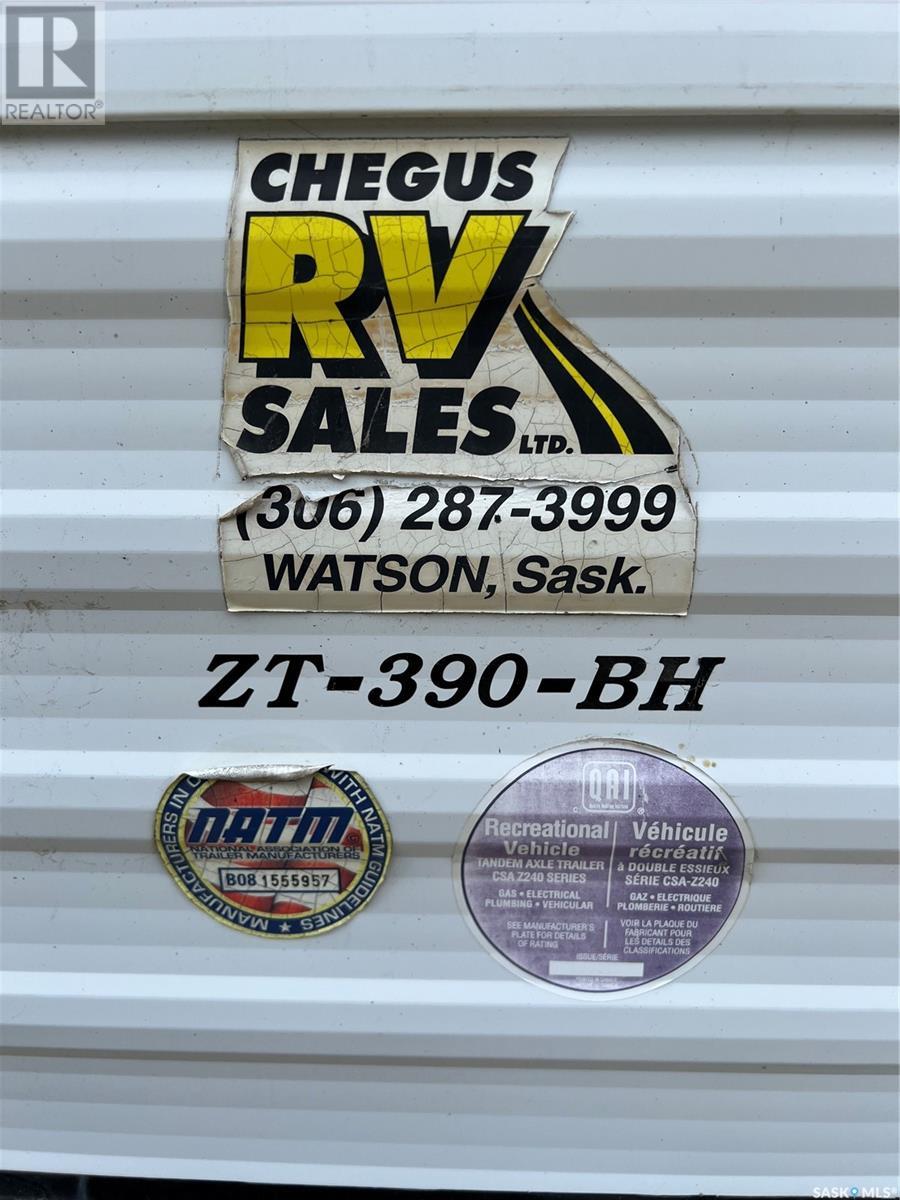 REALTOR®
CHEGUS
RV
SALES LTD.
(306) 287-3999
WATSON, Sask.
ZT-390-BH
MANUFACTURERS IN WITH NATM GUIDELINES
NATM
NATIONAL ASSOCIATION OF
TRAILER MANUFACTURERS
B08 1555957
QAI
Recreational
Vehicle
TANDEM AXLE TRAILER
CSA Z240 SERIES
GAS • ELECTRICAL
PLUMBING • VEHICULAR
SEE MANUFACTURER'S
PLATE FOR DETAILS
OF RATING
Véhicule
récréatif
à DOUBLE ESSIEUX
SÉRIE CSA-Z240
GAZ • ELECTRIQUE
PLOMBERIE • ROUTIERE
VOIR LA PLAQUE DU
FABRICANT POUR
LES DETAILS DES
CLASSIFICATIONS
ISSUE/SÉRIE
SASKMLS®